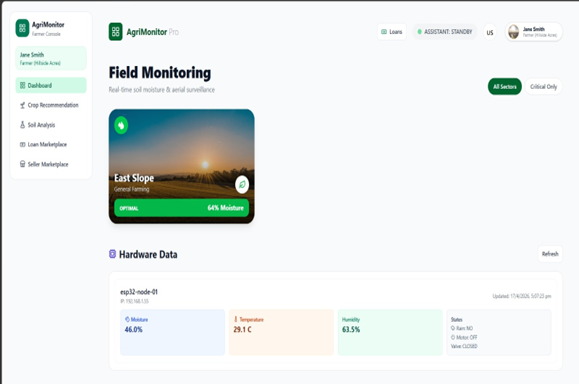 AgriMonitor
Farmer Console
Jane Smith
Farmer (Hillside Acres)
Dashboard
Crop Recommendation
Soil Analysis
Loan Marketplace
Seller Marketplace
AgriMonitor Pro
Loans
ASSISTANT: STANDBY
US
Jane Smith
Farmer (Hillside Acres)
Field Monitoring
Real-time soil moisture & aerial surveillance
All Sectors
Critical Only
East Slope
General Farming
OPTIMAL
64% Moisture
Hardware Data
Refresh
esp32-node-01
IP: 192.168.1.55
Updated: 17/4/2026, 5:07:23 pm
Moisture
46.0%
Temperature
29.1 C
Humidity
63.5%
Status
Rain: NO
Motor: OFF
Valve: CLOSED